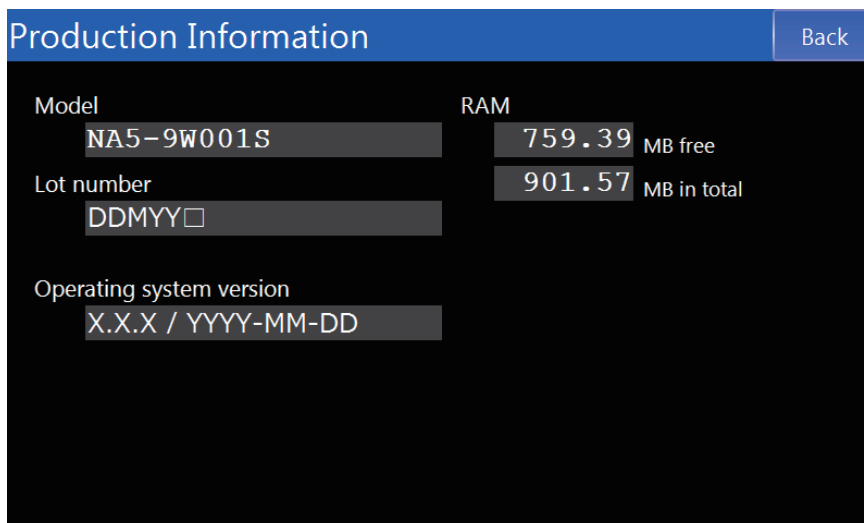 Production Information
Back
Model
NA5-9W001S
Lot number
DDMYY□
Operating system version
X.X.X / YYYY-MM-DD
RAM
759.39 MB free
901.57 MB in total